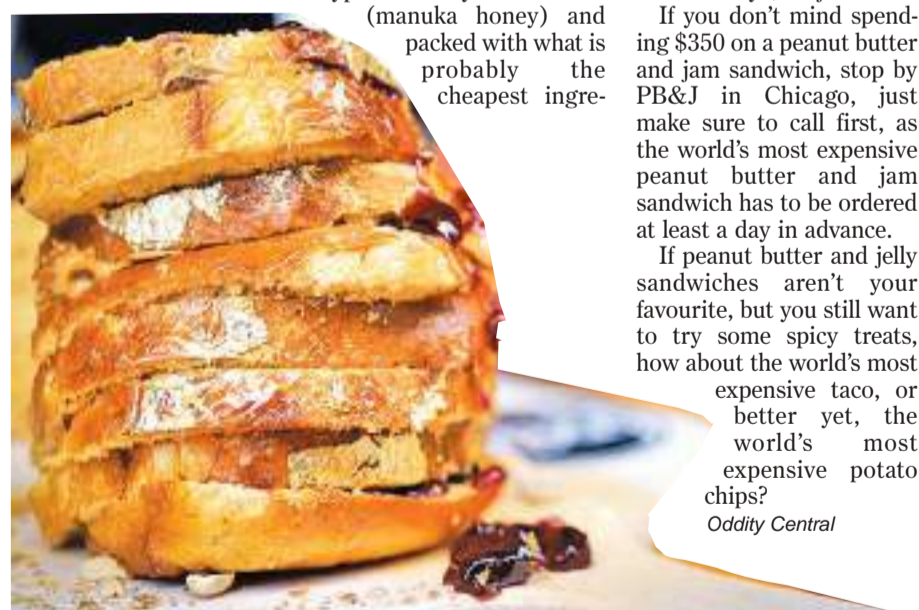 (manuka honey) and
packed with what is
probably the
cheapest ingre-
If you don’t mind spend-
ing $350 on a peanut butter
and jam sandwich, stop by
PB&J in Chicago, just
make sure to call first, as
the world’s most expensive
peanut butter and jam
sandwich has to be ordered
at least a day in advance.
If peanut butter and jelly
sandwiches aren’t your
favourite, but you still want
to try some spicy treats,
how about the world’s most
expensive taco, or
better yet, the
world’s most
expensive potato
chips?
Oddity Central